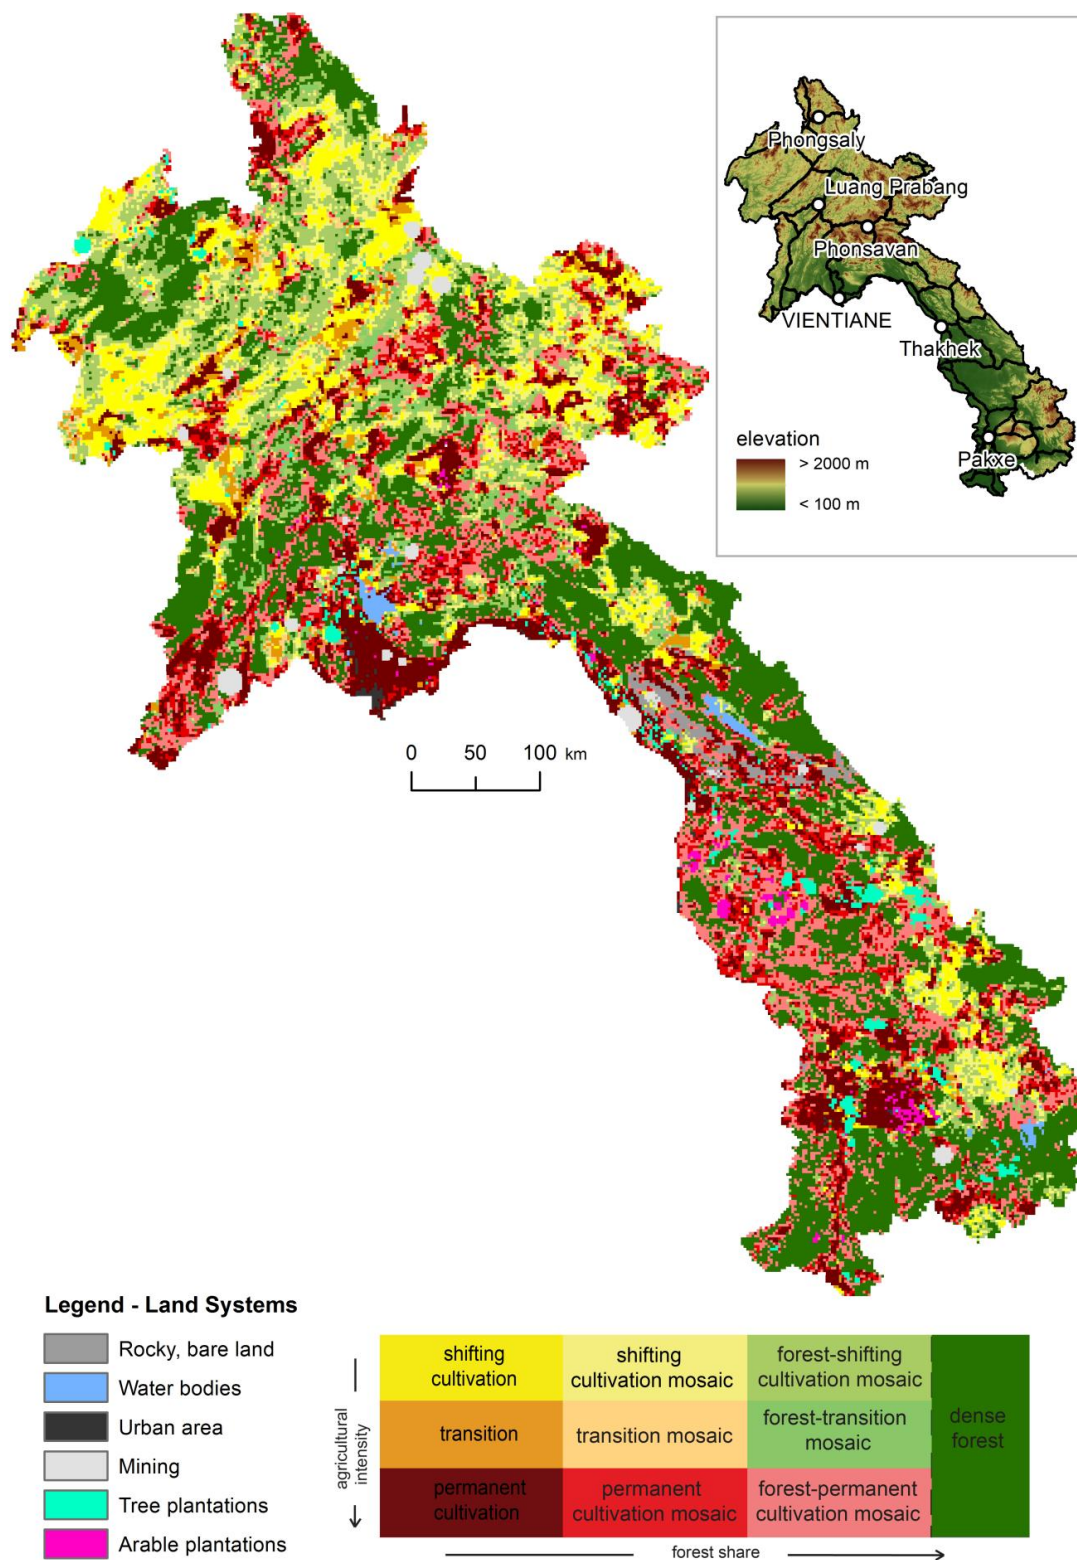 Phongsaly
Luang Prabang
Phonsavan
VIENTIANE
Thakhek
Pakxe
elevation
> 2000 m
< 100 m
0 50 100 km
Legend - Land Systems
Rocky, bare land
Water bodies
Urban area
Mining
Tree plantations
Arable plantations
agricultural
intensity
shifting
cultivation
shifting
cultivation mosaic
forest-shifting
cultivation mosaic
dense
forest
transition
transition mosaic
forest-transition
mosaic
permanent
cultivation
permanent
cultivation mosaic
forest-permanent
cultivation mosaic
forest share